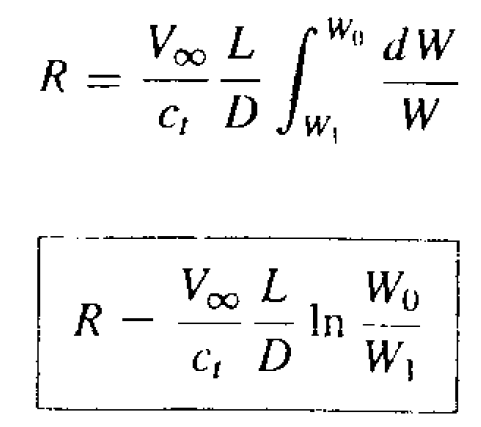 R = \frac{V_\infty}{c_t} \frac{L}{D} \int_{W_1}^{W_0} \frac{dW}{W}
R - \frac{V_\infty}{c_t} \frac{L}{D} \ln \frac{W_0}{W_1}